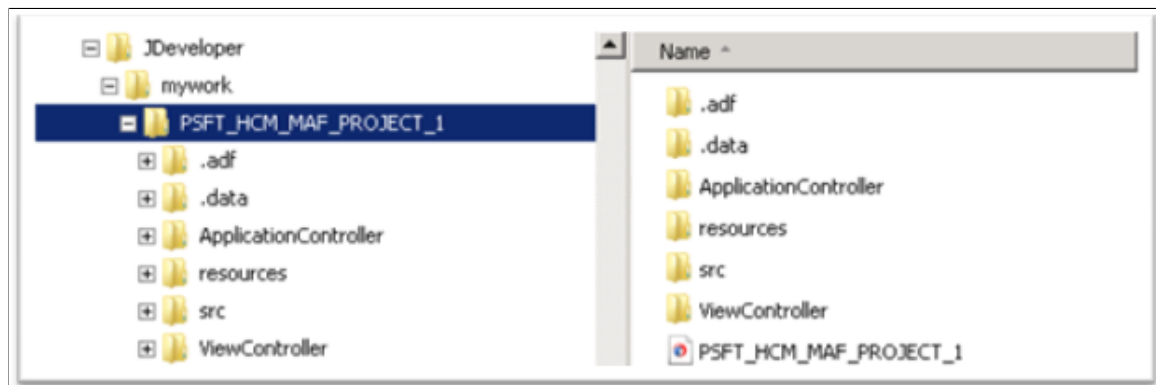 JDeveloper
mywork
PSFT_HCM_MAF_PROJECT_1
.adf
.data
ApplicationController
resources
src
ViewController
Name
.adf
.data
ApplicationController
resources
src
ViewController
PSFT_HCM_MAF_PROJECT_1